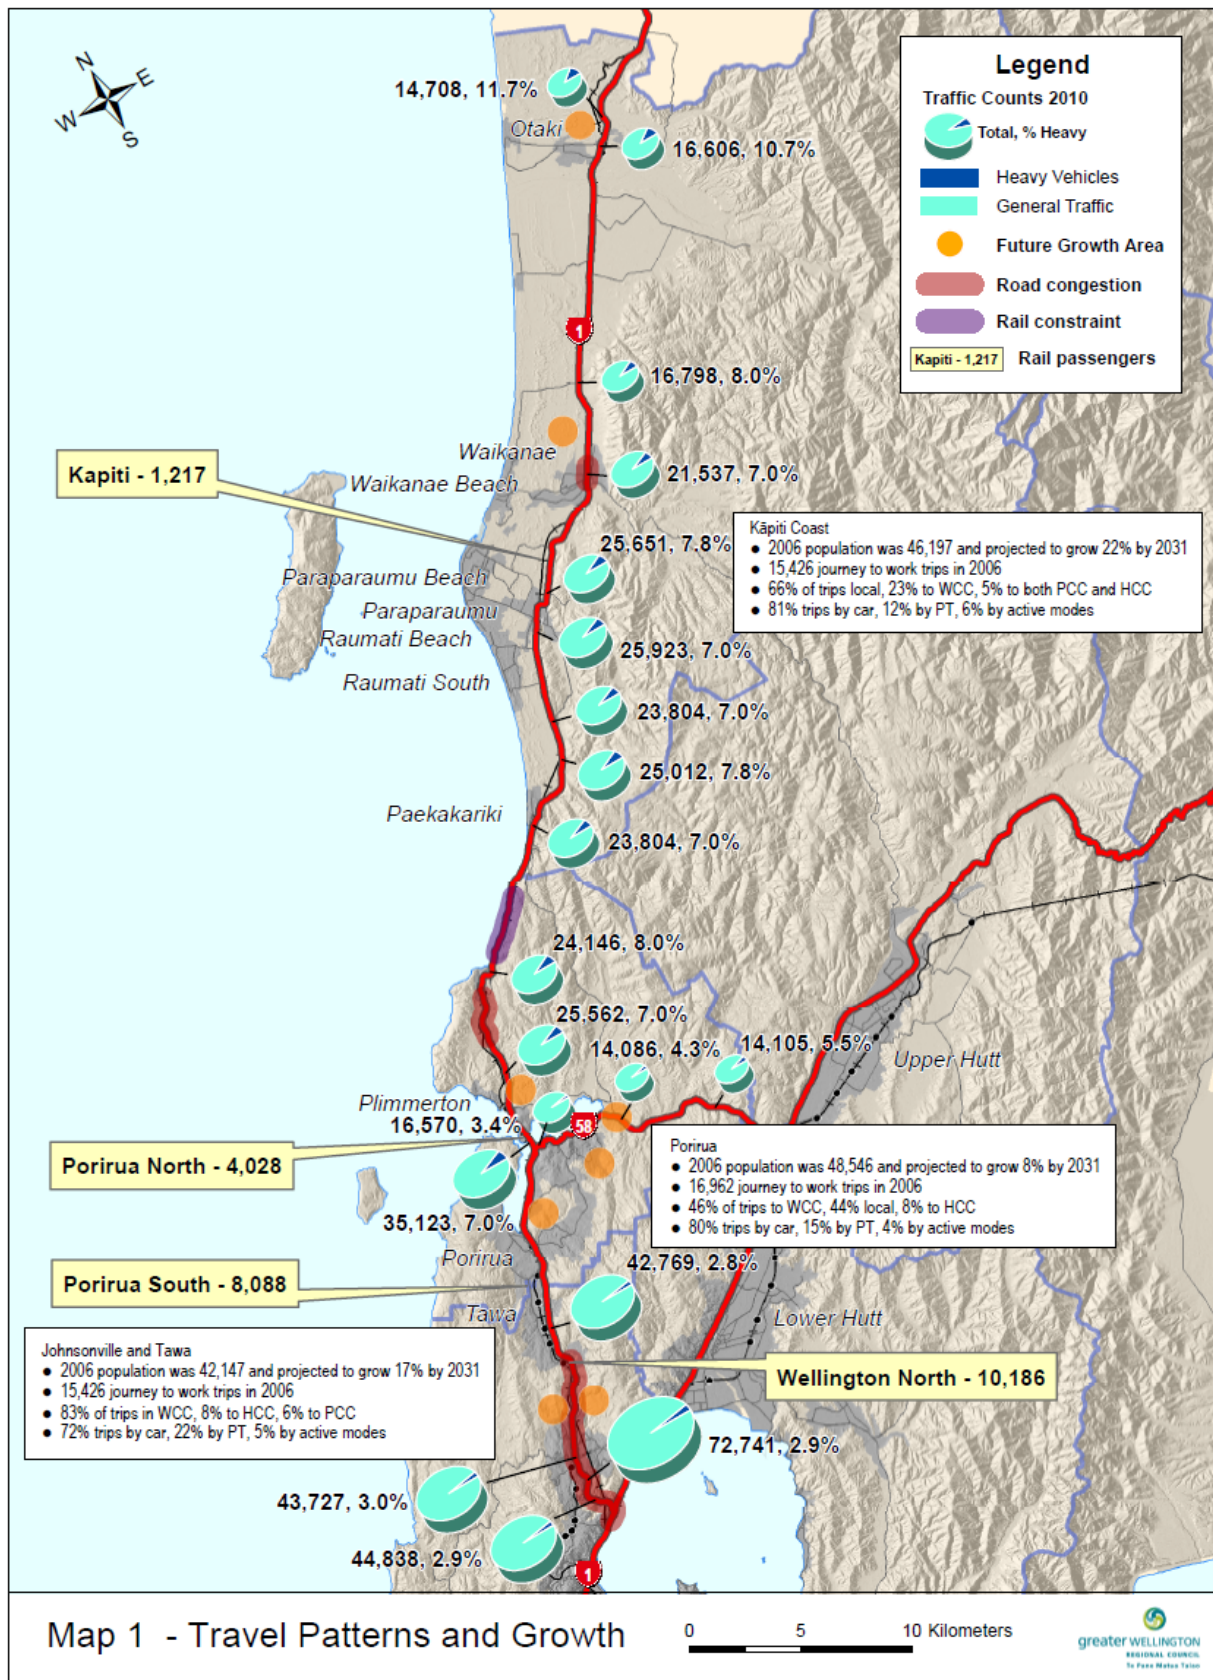 N
E
W
S
Legend
Traffic Counts 2010
Total, % Heavy
Heavy Vehicles
General Traffic
Future Growth Area
Road congestion
Rail constraint
Kapiti - 1,217 Rail passengers
14,708, 11.7%
Otaki
16,606, 10.7%
1
16,798, 8.0%
Waikanae
Kapiti - 1,217
Waikanae Beach
21,537, 7.0%
Kāpiti Coast
● 2006 population was 46,197 and projected to grow 22% by 2031
● 15,426 journey to work trips in 2006
● 66% of trips local, 23% to WCC, 5% to both PCC and HCC
● 81% trips by car, 12% by PT, 6% by active modes
25,651, 7.8%
Paraparaumu Beach
Paraparaumu
Raumati Beach
25,923, 7.0%
Raumati South
23,804, 7.0%
25,012, 7.8%
Paekakariki
23,804, 7.0%
24,146, 8.0%
25,562, 7.0%
14,086, 4.3%
14,105, 5.5%
Upper Hutt
Plimmerton
16,570, 3.4%
58
Porirua North - 4,028
Porirua
● 2006 population was 48,546 and projected to grow 8% by 2031
● 16,962 journey to work trips in 2006
● 46% of trips to WCC, 44% local, 8% to HCC
● 80% trips by car, 15% by PT, 4% by active modes
35,123, 7.0%
Porirua
42,769, 2.8%
Porirua South - 8,088
Tawa
Lower Hutt
Johnsonville and Tawa
● 2006 population was 42,147 and projected to grow 17% by 2031
● 15,426 journey to work trips in 2006
● 83% of trips in WCC, 8% to HCC, 6% to PCC
● 72% trips by car, 22% by PT, 5% by active modes
Wellington North - 10,186
72,741, 2.9%
43,727, 3.0%
44,838, 2.9%
1
Map 1 - Travel Patterns and Growth
0 5 10 Kilometers
greater WELLINGTON
REGIONAL COUNCIL
Te Pane Matua Taiao